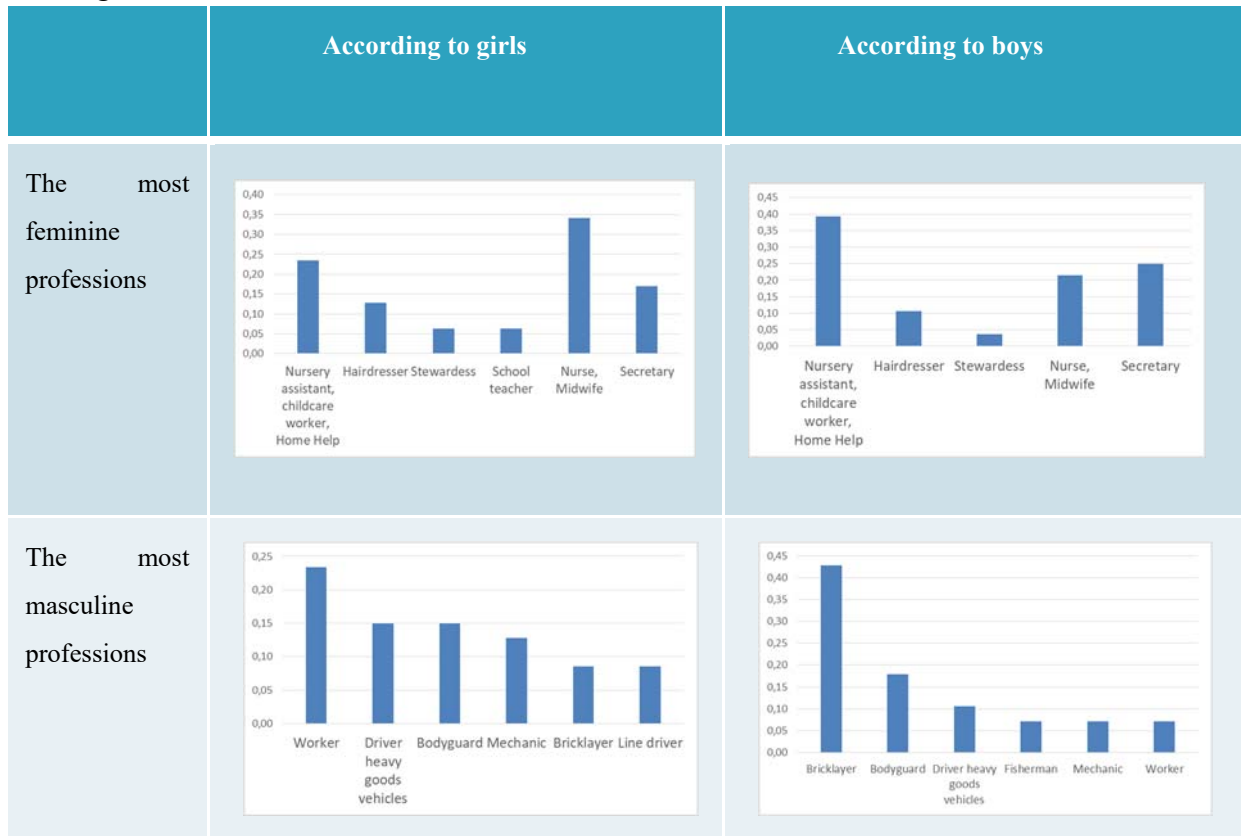 According to girls
According to boys
The most
feminine
professions
0,40
0,35
0,30
0,25
0,20
0,15
0,10
0,05
0,00
Nursery Hairdresser Stewardess School Nurse, Secretary
assistant, teacher Midwife
childcare
worker,
Home Help
0,45
0,40
0,35
0,30
0,25
0,20
0,15
0,10
0,05
0,00
Nursery Hairdresser Stewardess Nurse, Secretary
assistant, Midwife
childcare
worker,
Home Help
The most
masculine
professions
0,25
0,20
0,15
0,10
0,05
0,00
Worker Driver Bodyguard Mechanic Bricklayer Line driver
heavy
goods
vehicles
0,45
0,40
0,35
0,30
0,25
0,20
0,15
0,10
0,05
0,00
Bricklayer Bodyguard Driver heavy Fisherman Mechanic Worker
goods
vehicles